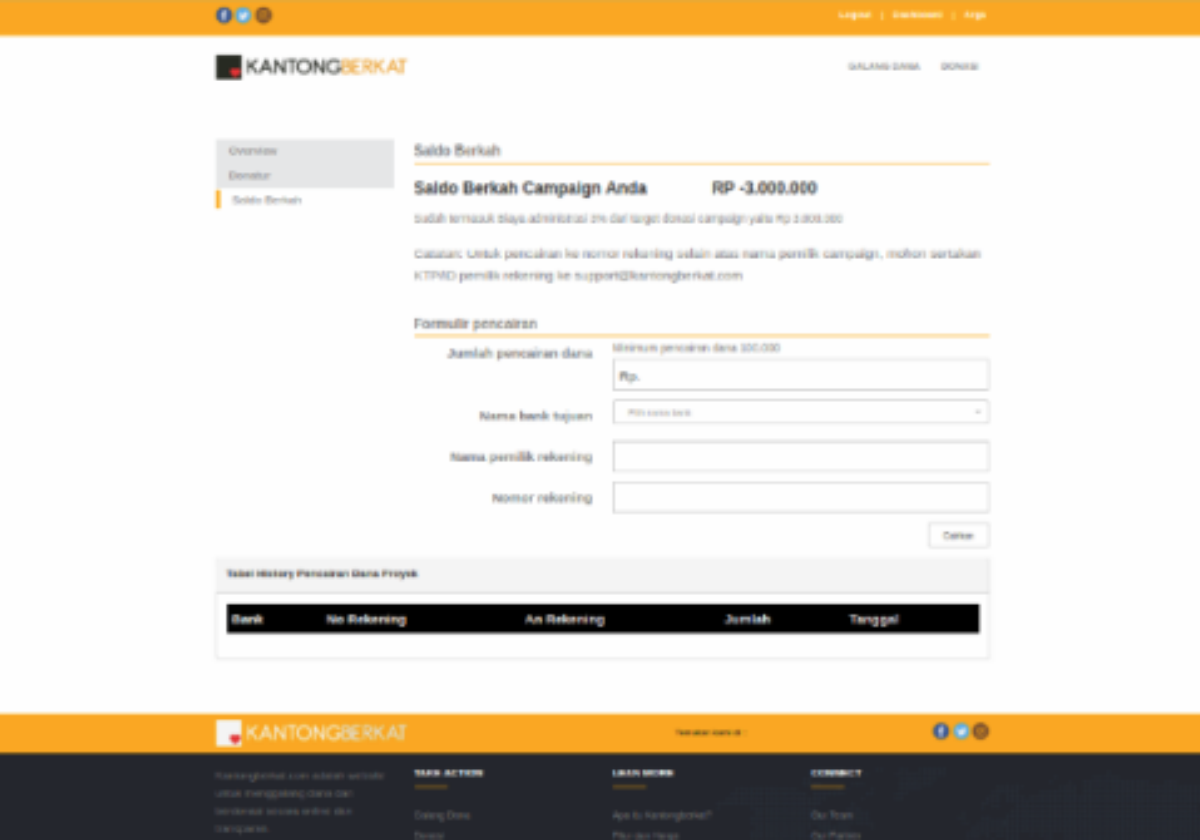 Logout | Dashboard | Arga
KANTONGBERKAT
GALANG DANA DONASI
Overview
Donatur
Saldo Berkah
Saldo Berkah
Saldo Berkah Campaign Anda RP -3.000.000
Sudah termasuk biaya administrasi dari target donasi campaign yaitu Rp
Catatan: Untuk pencairan ke nomor rekening selain atas nama pemilik campaign, mohon sertakan
KTP/ID pemilik rekening ke support@kantongberkat.com
Formulir pencairan
Jumlah pencairan dana
Minimum pencairan dana 100.000
Rp.
Nama bank tujuan
Pilih nama bank
Nama pemilik rekening
Nomor rekening
Cairkan
Tabel History Pencairan Dana Proyek
Bank No Rekening An Rekening Jumlah Tanggal
KANTONGBERKAT
Temukan kami di :
Kantongberkat.com adalah website
untuk menggalang dana dan
berdonasi secara online dan
transparan.
TAKE ACTION
Galang Dana
Donasi
LEARN MORE
Apa itu Kantongberkat?
Fitur dan Harga
CONNECT
Our Team
Our Partner